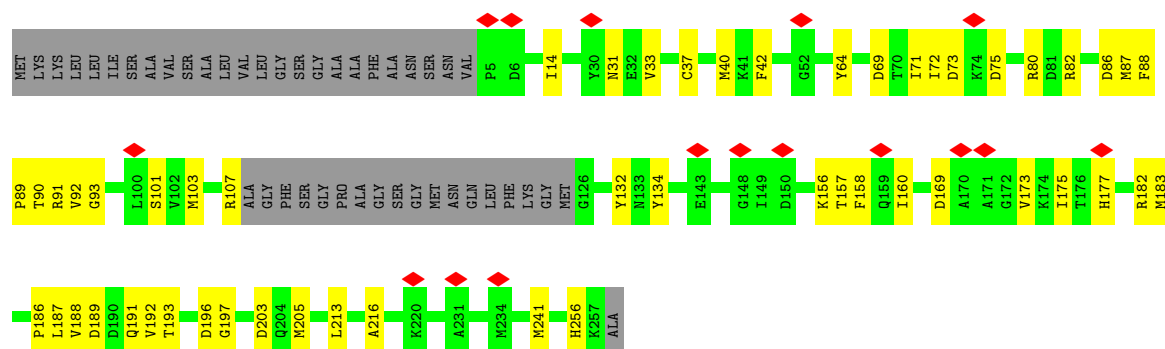 MET LYS LYS LEU LEU ILE SER ALA VAL SER ALA LEU VAL LEU GLY SER GLY ALA ALA PHE ALA ASN SER ASN VAL P5 D6 I14 Y30 N31 E32 V33 C37 M40 K41 F42 G52 Y64 D69 T70 I71 I72 D73 K74 D75 R80 D81 R82 D86 M87 F88
P89 T90 R91 V92 G93 L100 S101 V102 M103 R107 ALA GLY PHE SER GLY PRO ALA GLY SER GLY MET ASN GLN LEU PHE LYS GLY MET G126 Y132 N133 Y134 E143 G148 I149 D150 K156 T157 F158 Q159 I160 D169 A170 A171 G172 V173 K174 I175 T176 H177 R182 M183
P186 L187 V188 D189 D190 Q191 V192 T193 D196 G197 D203 Q204 M205 L213 A216 K220 A231 M234 M241 H256 K257 ALA